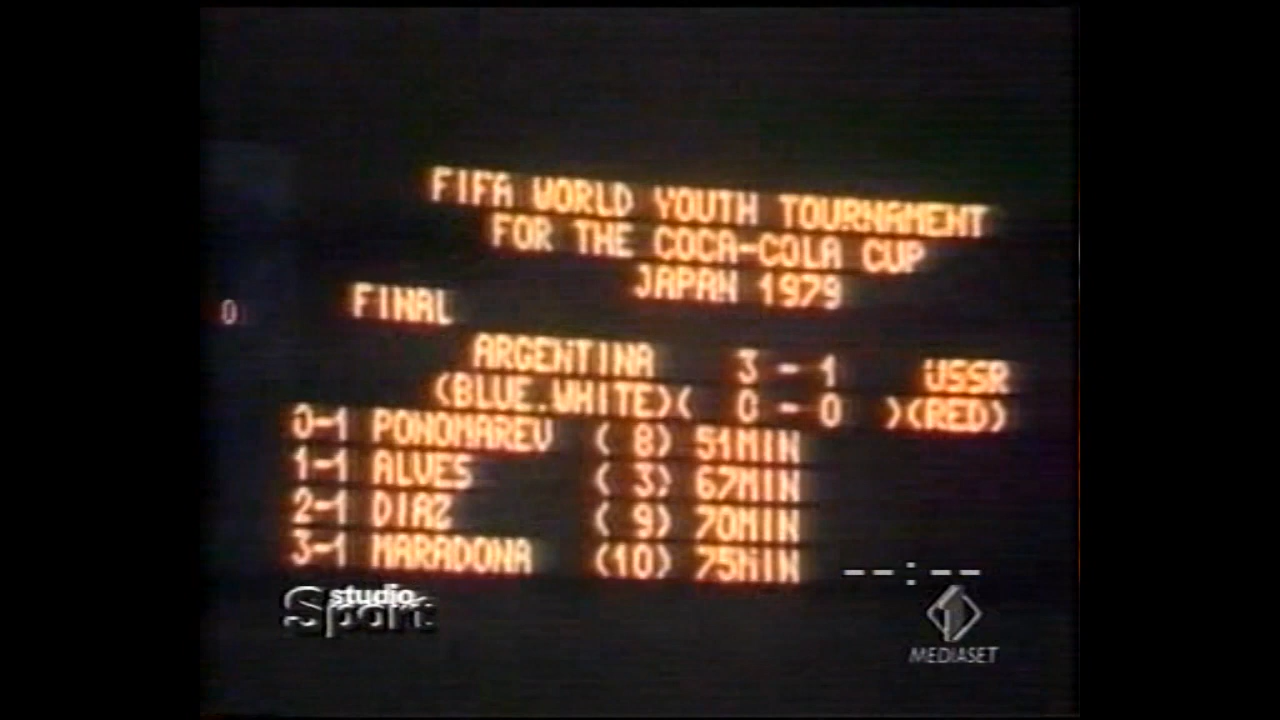 FIFA WORLD YOUTH TOURNAMENT
FOR THE COCA-COLA CUP
JAPAN 1979
0
FINAL
ARGENTINA 3 - 1 USSR
(BLUE.WHITE)( 0 - 0 )(RED)
0-1 PONOMAREV ( 8) 51MIN
1-1 ALVES ( 3) 67MIN
2-1 DIAZ ( 9) 70MIN
3-1 MARADONA (10) 75MIN
--:--
studio
Sport
1
MEDIASET